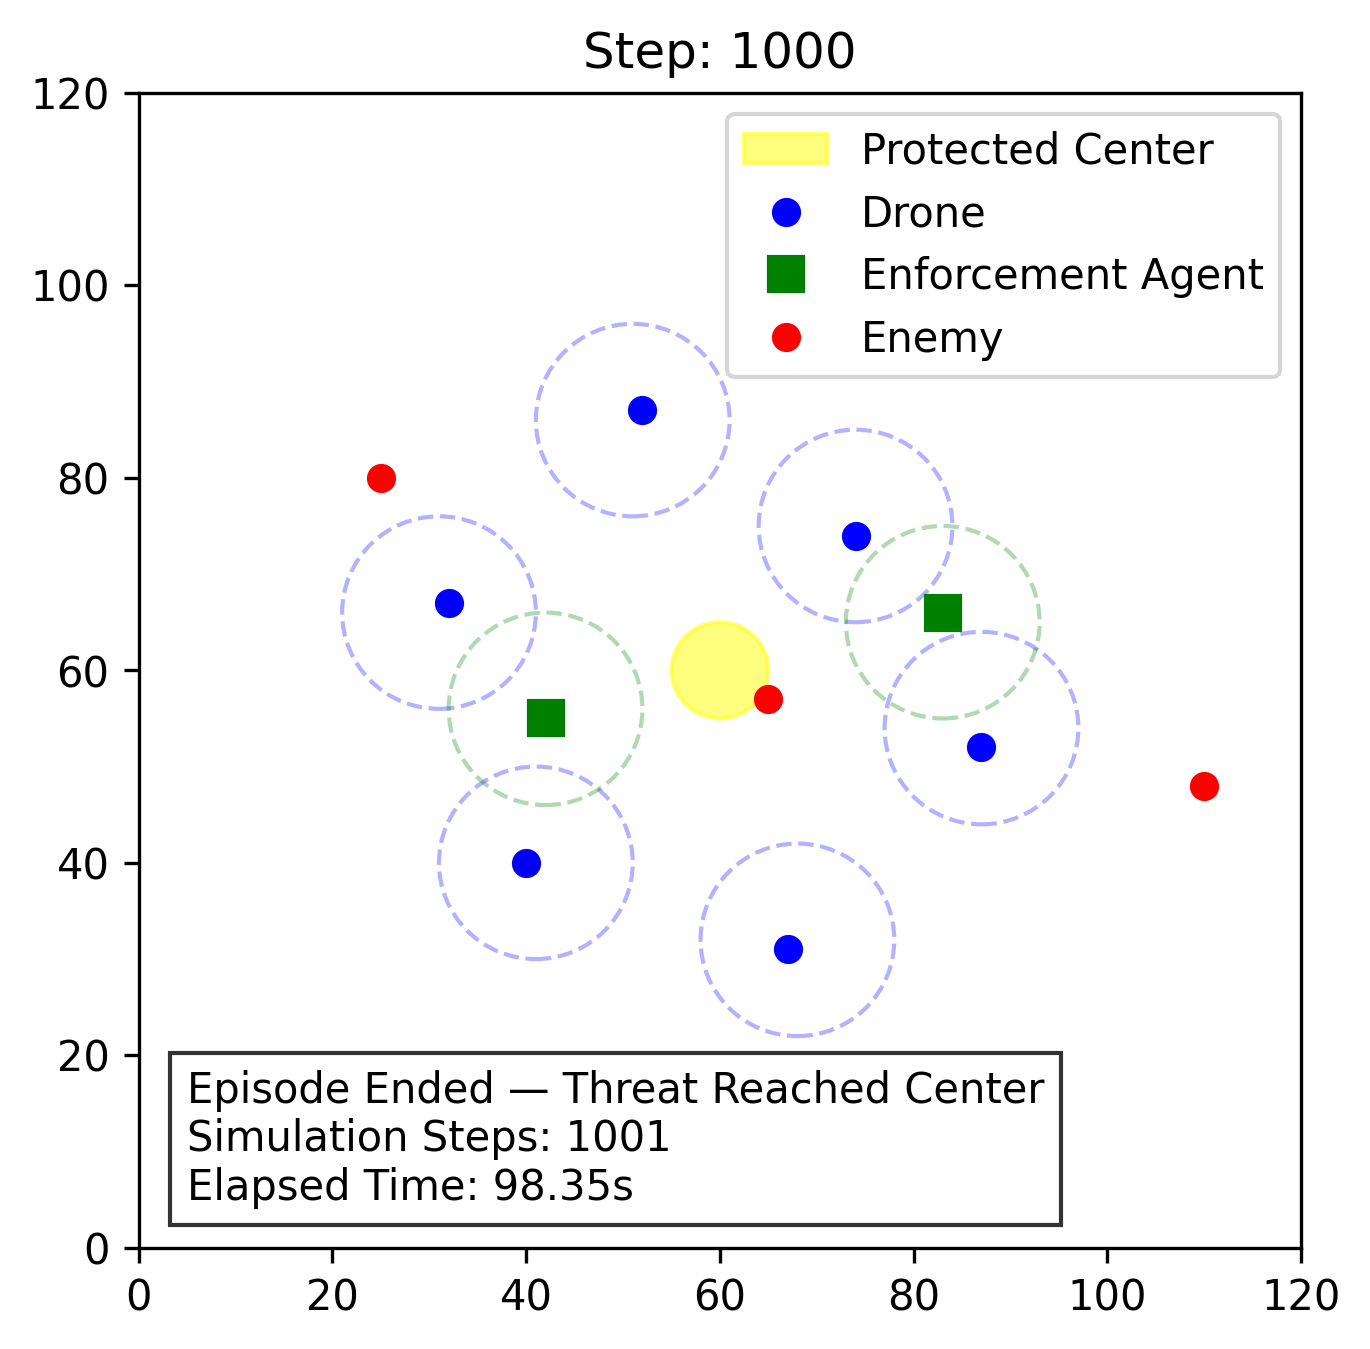 Step: 1000
120
100
80
60
40
20
0
Protected Center
Drone
Enforcement Agent
Enemy
Episode Ended — Threat Reached Center
Simulation Steps: 1001
Elapsed Time: 98.35s
0 20 40 60 80 100 120